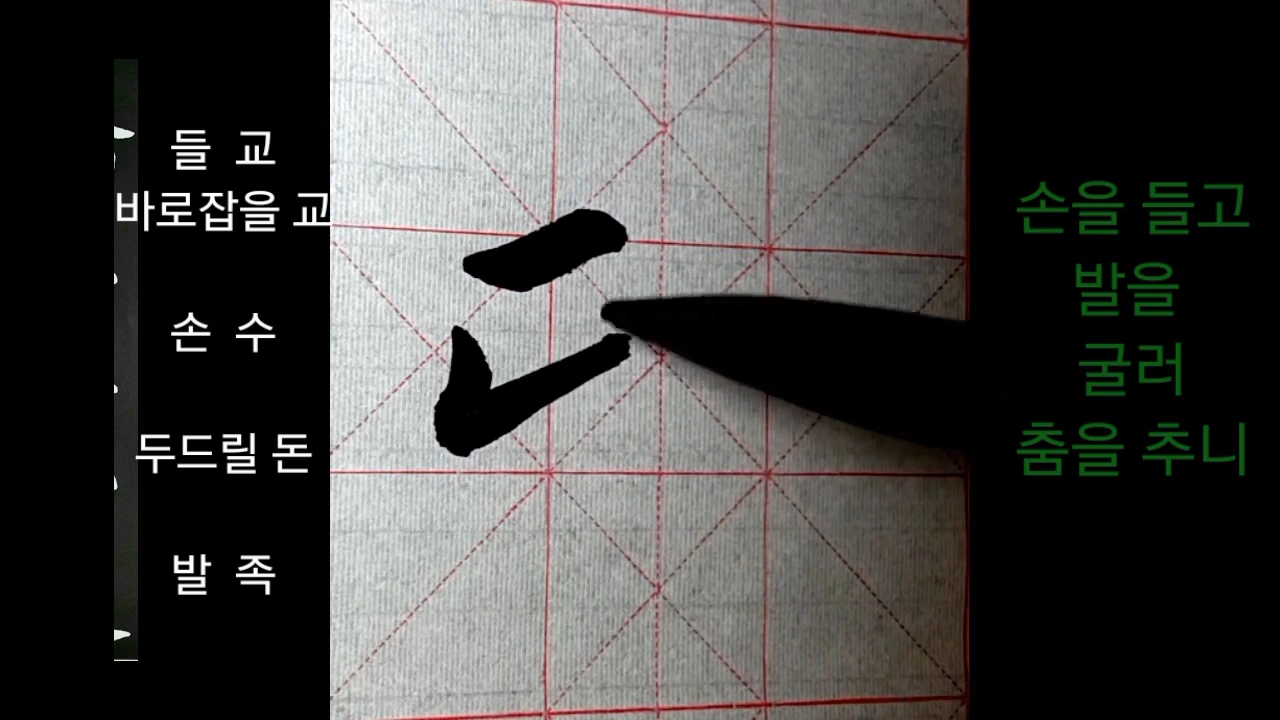 들 교
바로잡을 교
손 수
두드릴 돈
발 족
손을 들고
발을
굴러
춤을 추니